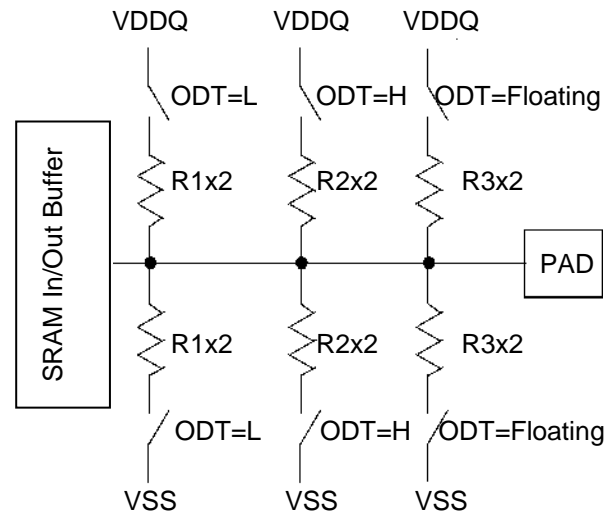 VDDQ VDDQ VDDQ
ODT=L ODT=H ODT=Floating
SRAM In/Out Buffer
R1x2 R2x2 R3x2
PAD
R1x2 R2x2 R3x2
ODT=L ODT=H ODT=Floating
VSS VSS VSS